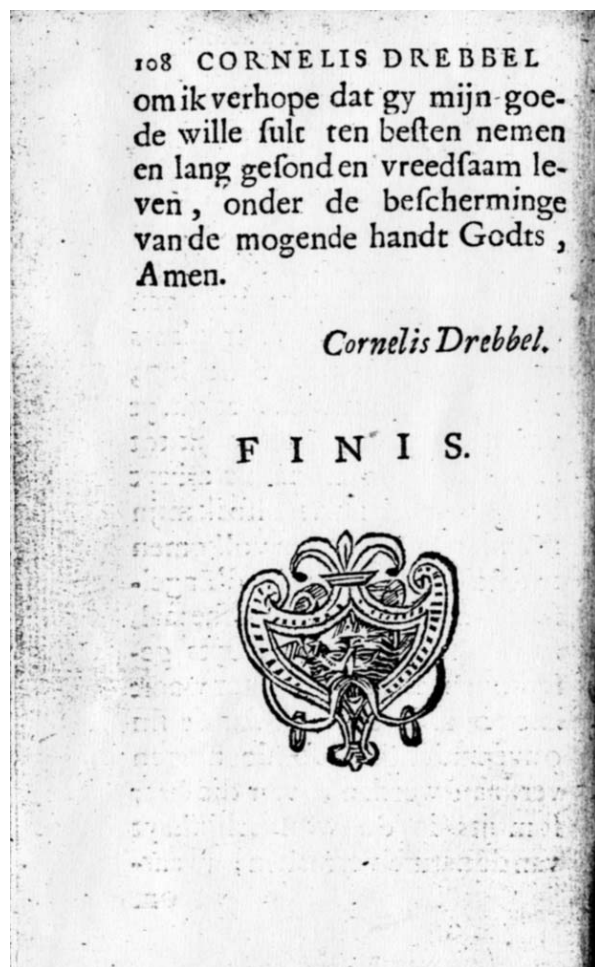 108 CORNELIS DREBBEL
om ik verhope dat gy mijn goe-
de wille ſult ten beſten nemen
en lang geſond en vreedſaam le-
ven, onder de beſcherminge
van de mogende handt Godts,
Amen.
Cornelis Drebbel.
FINIS.